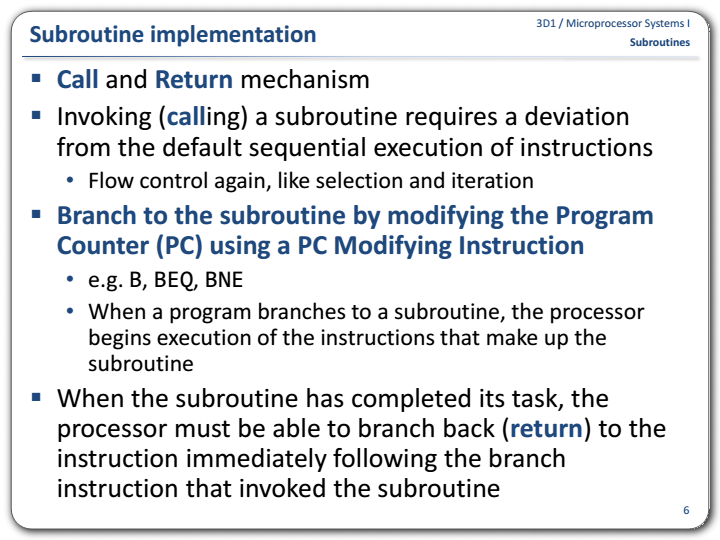 Subroutine implementation
3D1 / Microprocessor Systems I
Subroutines
▪ Call and Return mechanism
▪ Invoking (calling) a subroutine requires a deviation
from the default sequential execution of instructions
• Flow control again, like selection and iteration
▪ Branch to the subroutine by modifying the Program
Counter (PC) using a PC Modifying Instruction
• e.g. B, BEQ, BNE
• When a program branches to a subroutine, the processor
begins execution of the instructions that make up the
subroutine
▪ When the subroutine has completed its task, the
processor must be able to branch back (return) to the
instruction immediately following the branch
instruction that invoked the subroutine
6